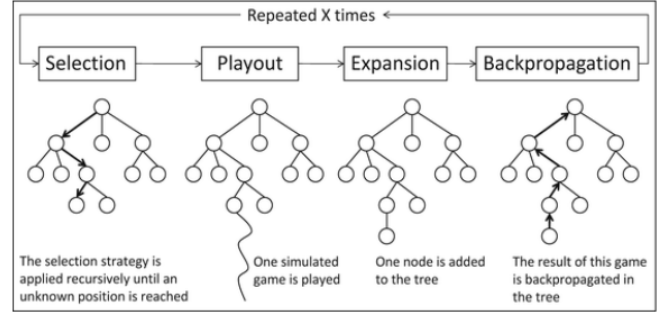 Repeated X times
Selection
Playout
Expansion
Backpropagation
The selection strategy is
applied recursively until an
unknown position is reached
One simulated
game is played
One node is added
to the tree
The result of this game
is backpropagated in
the tree